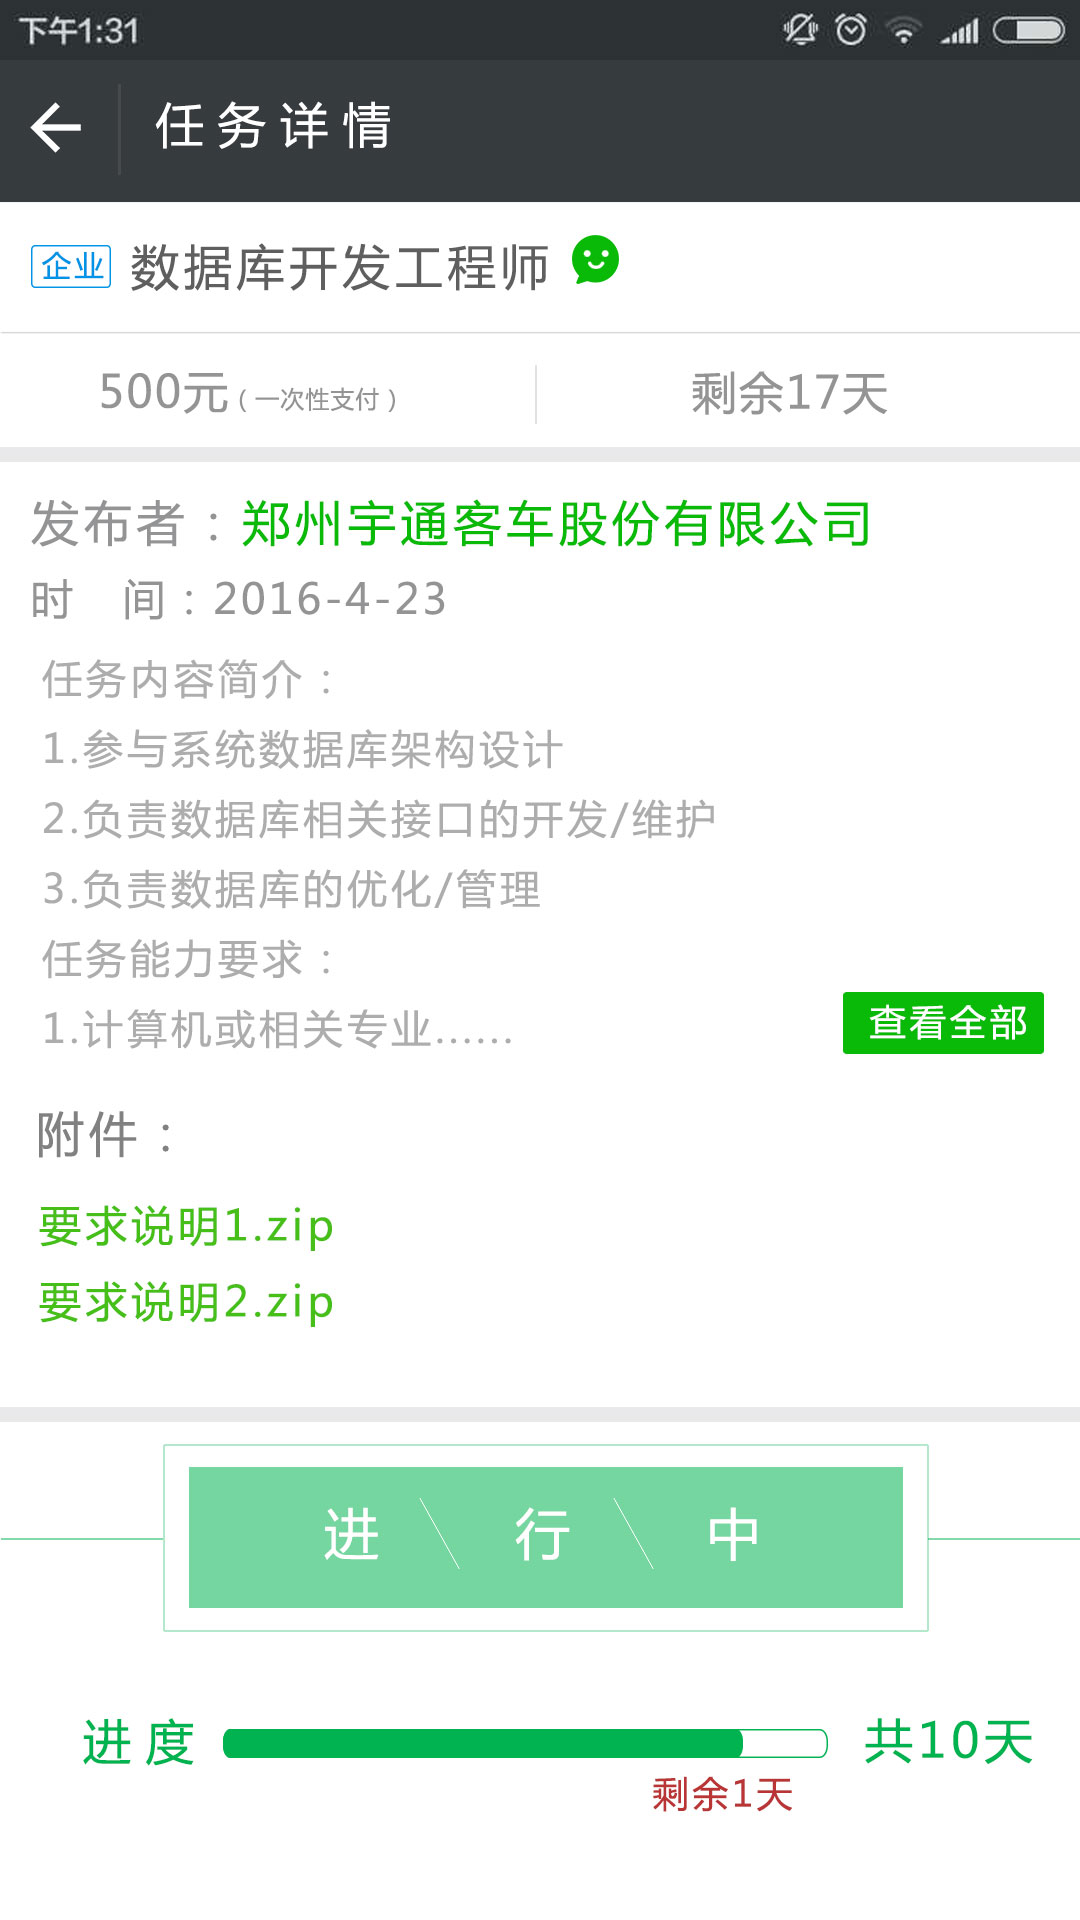 下午1:31
任务详情
企业 数据库开发工程师
500元(一次性支付) 剩余17天
发布者:郑州宇通客车股份有限公司
时 间:2016-4-23
任务内容简介:
1.参与系统数据库架构设计
2.负责数据库相关接口的开发/维护
3.负责数据库的优化/管理
任务能力要求:
1.计算机或相关专业......
查看全部
附件:
要求说明1.zip
要求说明2.zip
进 行 中
进度 共10天
剩余1天